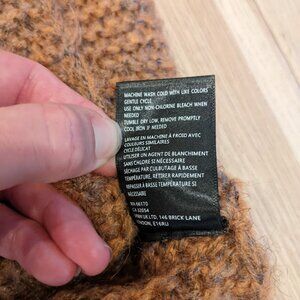 MACHINE WASH COLD WITH LIKE COLORS
GENTLE CYCLE
USE ONLY NON-CHLORINE BLEACH WHEN
NEEDED
TUMBLE DRY LOW, REMOVE PROMPTLY
COOL IRON IF NEEDED
LAVAGE EN MACHINE À FROID AVEC
COULEURS SIMILAIRES
CYCLE DÉLICAT
UTILISER UN AGENT DE BLANCHIMENT
SANS CHLORE SI NÉCESSAIRE
SÉCHAGE PAR CULBUTAGE À BASSE
TEMPÉRATURE, RETIRER RAPIDEMENT
REPASSER À BASSE TEMPÉRATURE SI
NÉCESSAIRE
UK LTD, 146 BRICK LANE
LONDON, E16RU